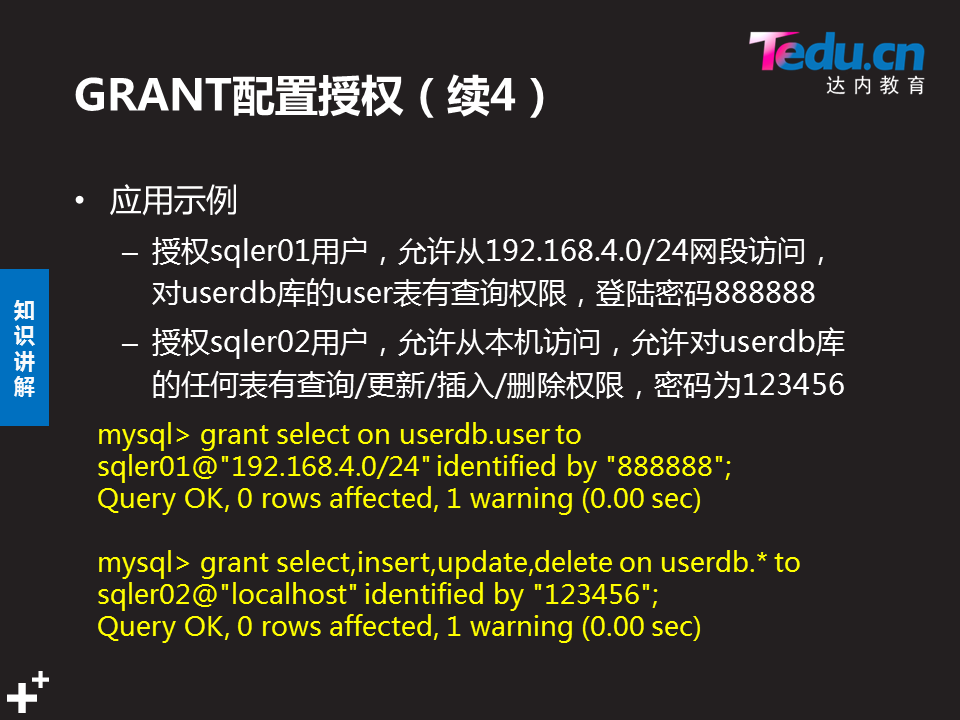 Tedu.cn
达内教育
GRANT配置授权（续4）
• 应用示例
– 授权sqler01用户，允许从192.168.4.0/24网段访问，
对userdb库的user表有查询权限，登陆密码888888
– 授权sqler02用户，允许从本机访问，允许对userdb库
的任何表有查询/更新/插入/删除权限，密码为123456
知识讲解
mysql> grant select on userdb.user to
sqler01@"192.168.4.0/24" identified by "888888";
Query OK, 0 rows affected, 1 warning (0.00 sec)
mysql> grant select,insert,update,delete on userdb.* to
sqler02@"localhost" identified by "123456";
Query OK, 0 rows affected, 1 warning (0.00 sec)